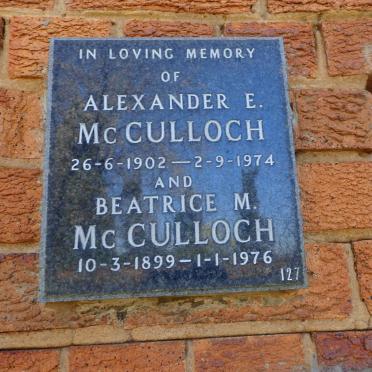 IN LOVING MEMORY
OF
ALEXANDER E.
McCULLOCH
26-6-1902—2-9-1974
AND
BEATRICE M.
McCULLOCH
10-3-1899—1-1-1976
127